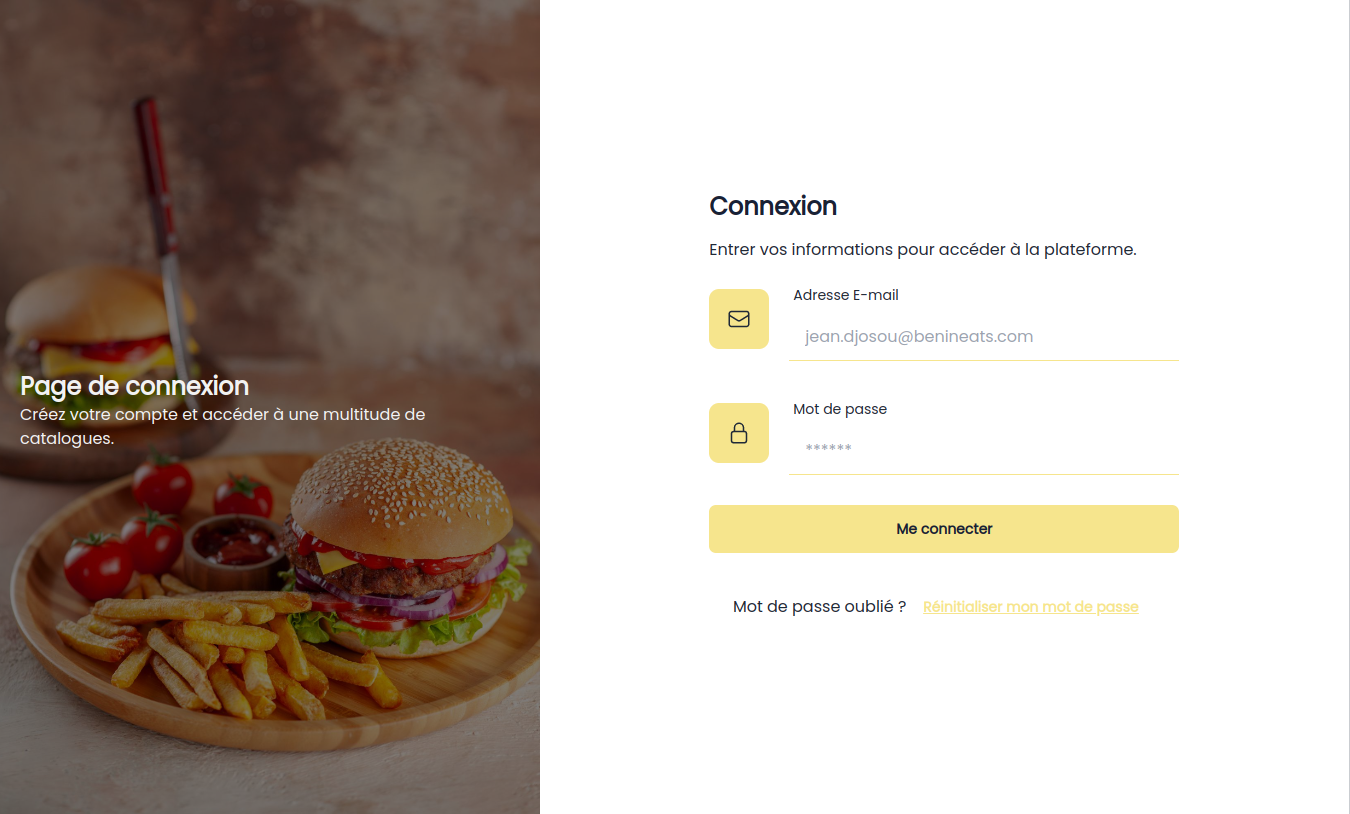 Page de connexion
Créez votre compte et accéder à une multitude de
catalogues.
Connexion
Entrer vos informations pour accéder à la plateforme.
Adresse E-mail
jean.djosou@benineats.com
Mot de passe
******
Me connecter
Mot de passe oublié ? Réinitialiser mon mot de passe